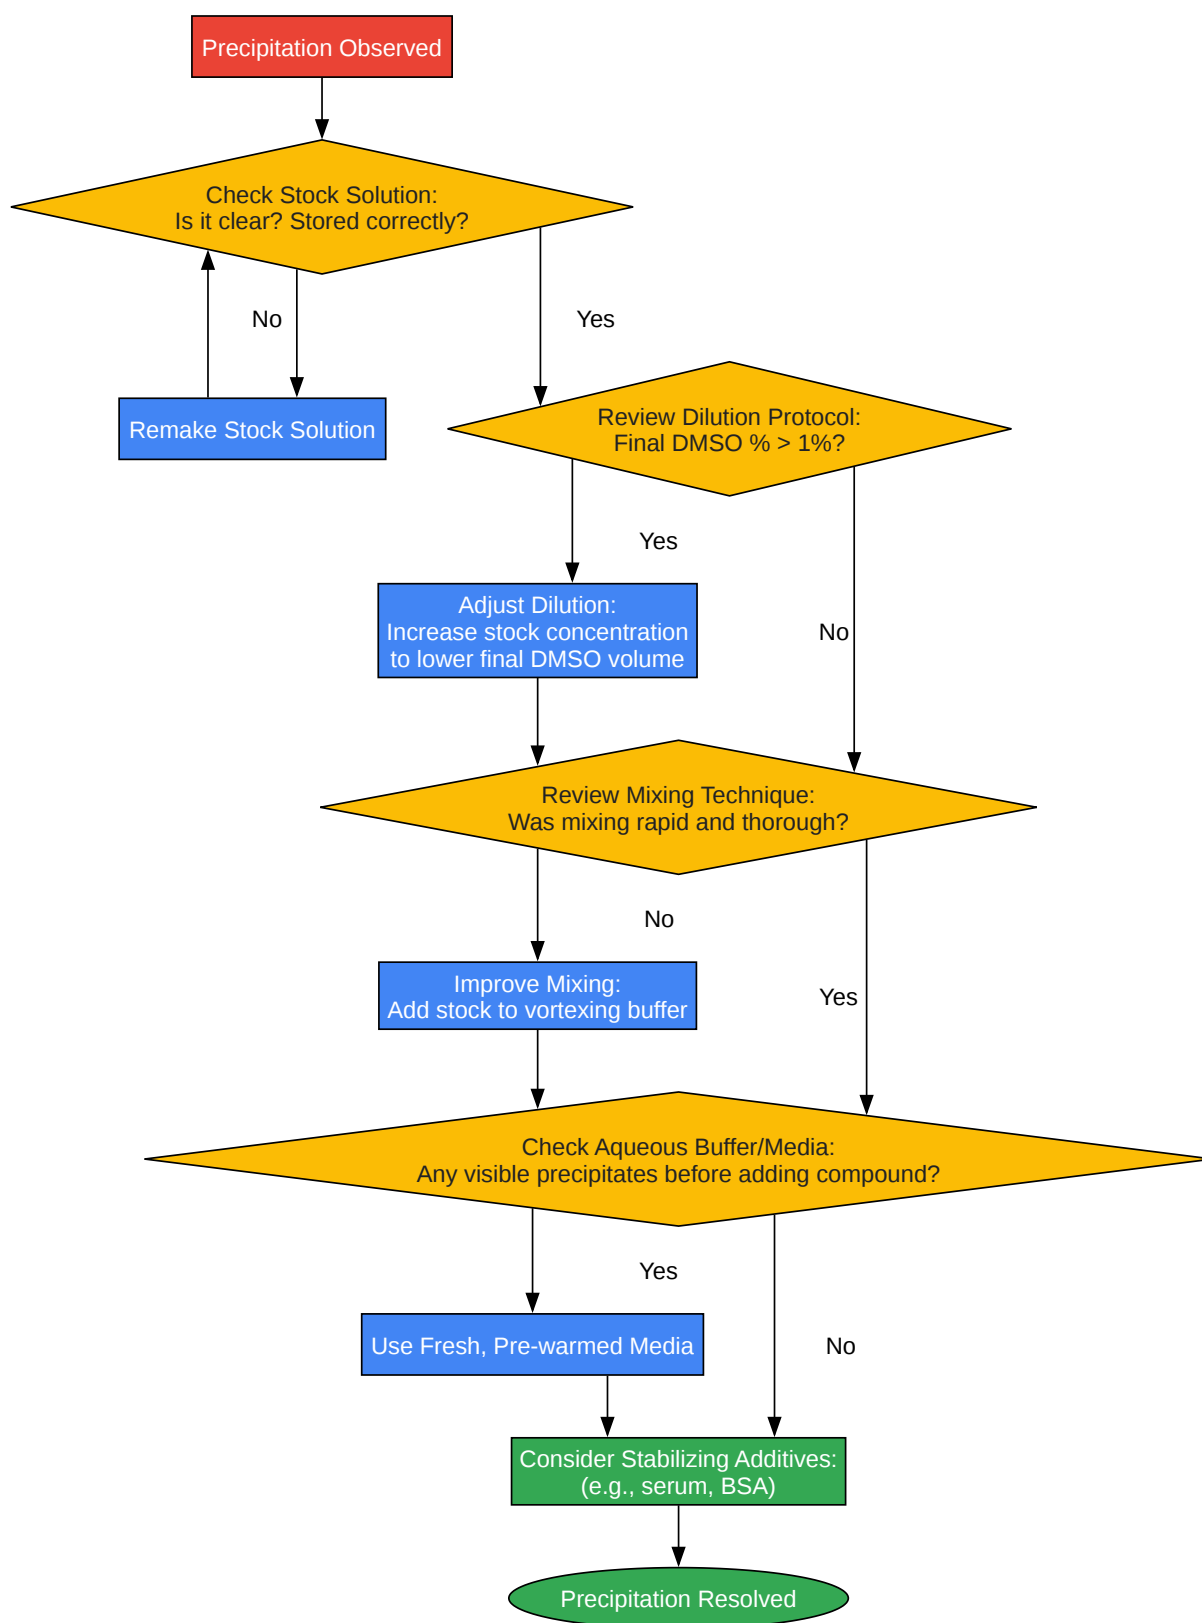 Precipitation Observed
Check Stock Solution:
Is it clear? Stored correctly?
No
Yes
Remake Stock Solution
Review Dilution Protocol:
Final DMSO % > 1%?
Yes
Adjust Dilution:
Increase stock concentration
to lower final DMSO volume
No
Review Mixing Technique:
Was mixing rapid and thorough?
No
Improve Mixing:
Add stock to vortexing buffer
Yes
Check Aqueous Buffer/Media:
Any visible precipitates before adding compound?
Yes
Use Fresh, Pre-warmed Media
No
Consider Stabilizing Additives:
(e.g., serum, BSA)
Precipitation Resolved